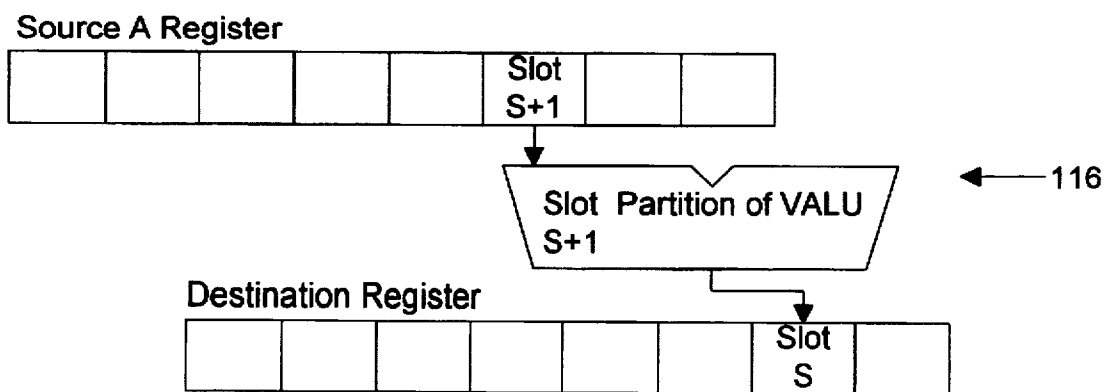 Source A Register
Slot
S+1
116
Slot Partition of VALU
S+1
Destination Register
Slot
S